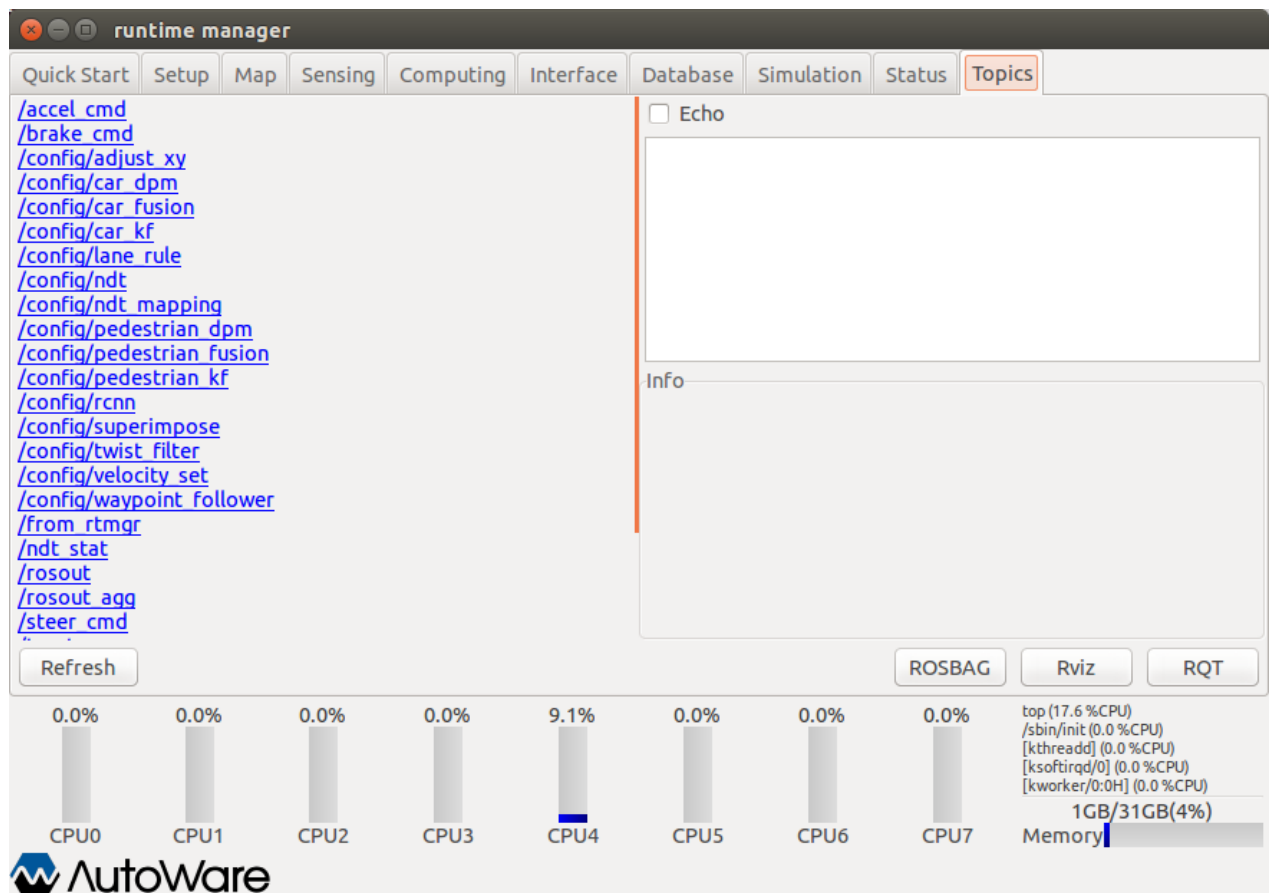 runtime manager
Quick Start Setup Map Sensing Computing Interface Database Simulation Status Topics
/accel_cmd
/brake_cmd
/config/adjust_xy
/config/car_dpm
/config/car_fusion
/config/car_kf
/config/lane_rule
/config/ndt
/config/ndt_mapping
/config/pedestrian_dpm
/config/pedestrian_fusion
/config/pedestrian_kf
/config/rcnn
/config/superimpose
/config/twist_filter
/config/velocity_set
/config/waypoint_follower
/from_rtmgr
/ndt_stat
/rosout
/rosout_agg
/steer_cmd
Echo
Info
Refresh ROSBAG Rviz RQT
0.0% 0.0% 0.0% 0.0% 9.1% 0.0% 0.0% 0.0%
CPU0 CPU1 CPU2 CPU3 CPU4 CPU5 CPU6 CPU7
top (17.6 %CPU)
/sbin/init (0.0 %CPU)
[kthreadd] (0.0 %CPU)
[ksoftirqd/0] (0.0 %CPU)
[kworker/0:0H] (0.0 %CPU)
1GB/31GB(4%)
Memory
AutoWare